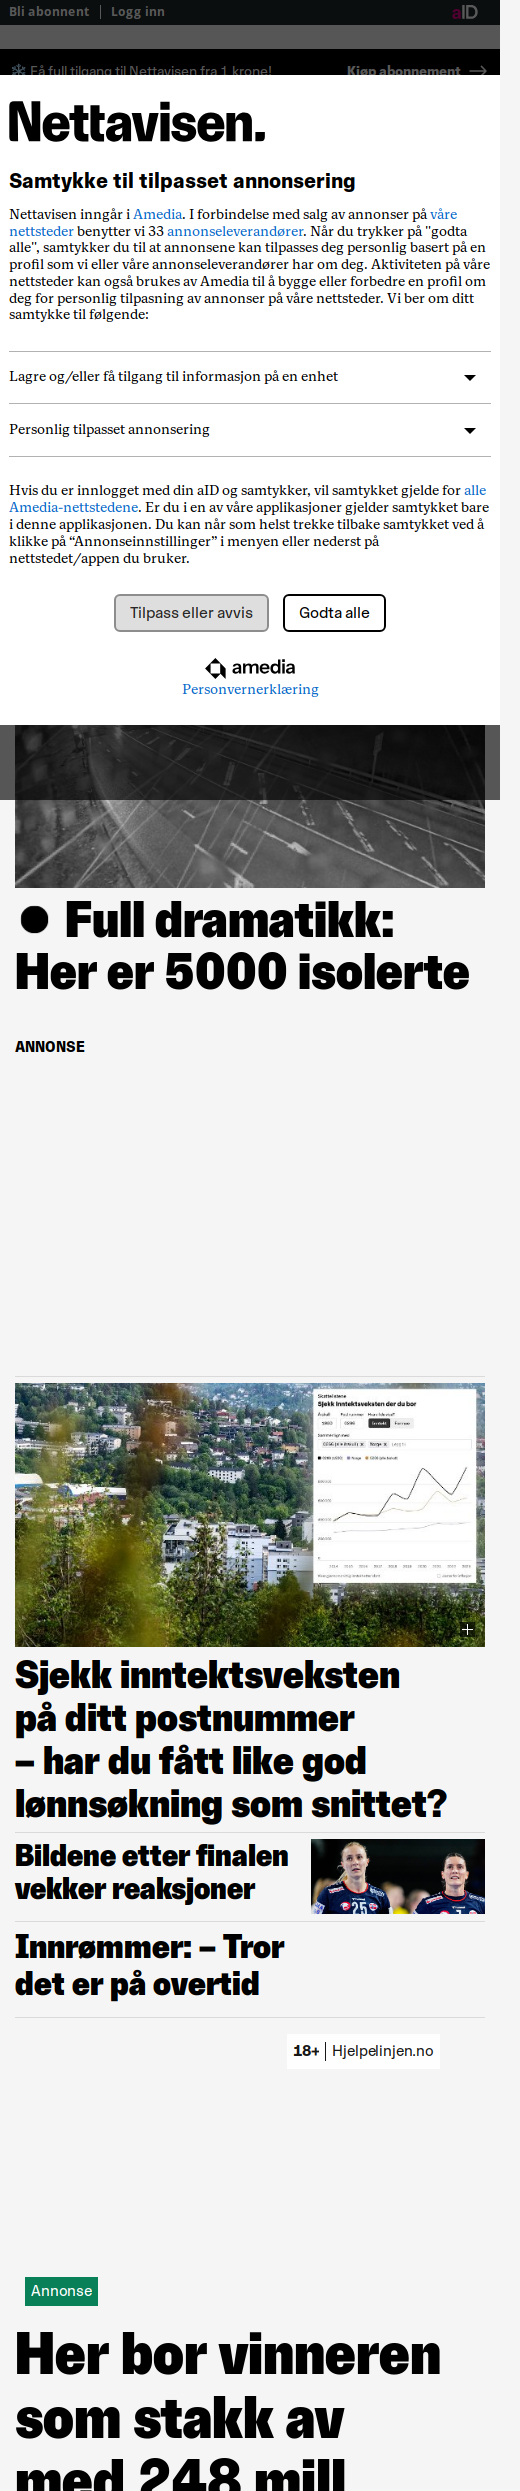 Bli abonnent | Logg inn aID
Få full tilgang til Nettavisen fra 1 krone! Kjøp abonnement →
Nettavisen.
Samtykke til tilpasset annonsering
Nettavisen inngår i Amedia. I forbindelse med salg av annonser på våre
nettsteder benytter vi 33 annonseleverandører. Når du trykker på "godta
alle", samtykker du til at annonsene kan tilpasses deg personlig basert på en
profil som vi eller våre annonseleverandører har om deg. Aktiviteten på våre
nettsteder kan også brukes av Amedia til å bygge eller forbedre en profil om
deg for personlig tilpasning av annonser på våre nettsteder. Vi ber om ditt
samtykke til følgende:
Lagre og/eller få tilgang til informasjon på en enhet
Personlig tilpasset annonsering
Hvis du er innlogget med din aID og samtykker, vil samtykket gjelde for alle
Amedia-nettstedene. Er du i en av våre applikasjoner gjelder samtykket bare
i denne applikasjonen. Du kan når som helst trekke tilbake samtykket ved å
klikke på “Annonseinnstillinger” i menyen eller nederst på
nettstedet/appen du bruker.
Tilpass eller avvis Godta alle
amedia
Personvernerklæring
Full dramatikk:
Her er 5000 isolerte
ANNONSE
Sjekk inntektsveksten der du bor
Sjekk inntektsveksten
på ditt postnummer
– har du fått like god
lønnsøkning som snittet?
Bildene etter finalen
vekker reaksjoner
25
Innrømmer: – Tror
det er på overtid
18+ | Hjelpelinjen.no
Annonse
Her bor vinneren
som stakk av
med 248 mill